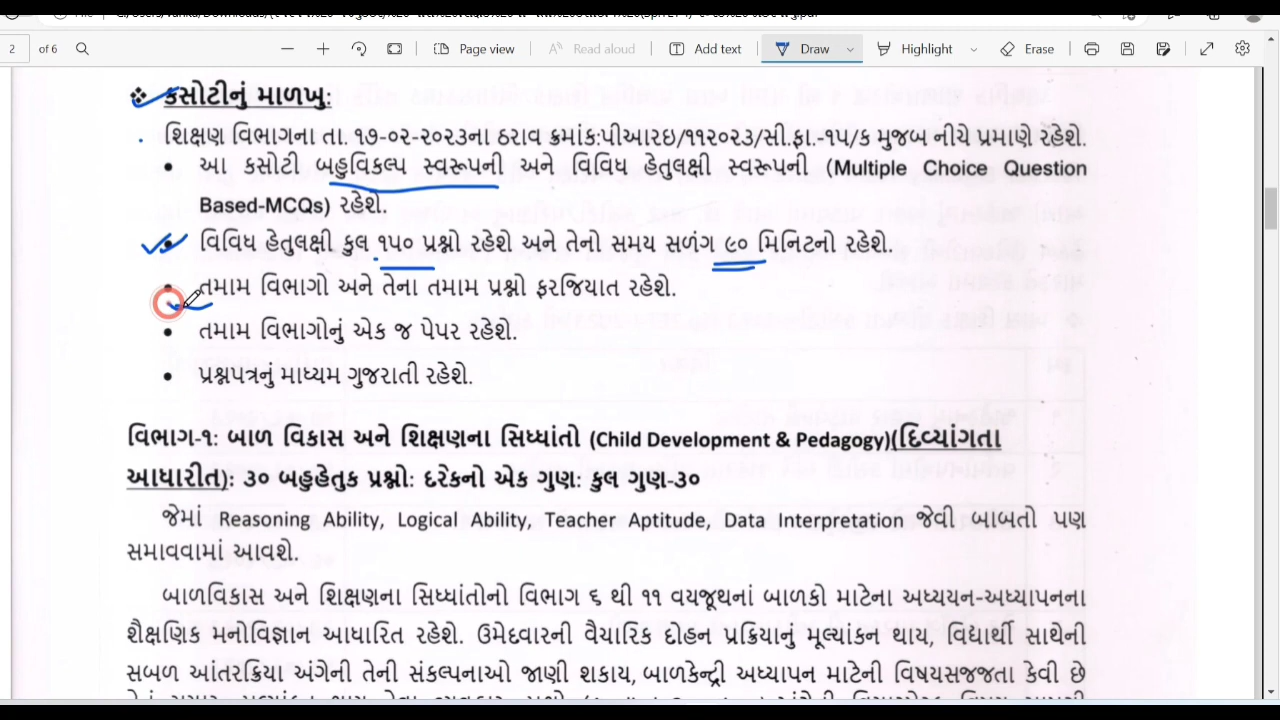 2 of 6 Page view Read aloud Add text Draw Highlight Erase
❖ કસોટીનું માળખુ:
શિક્ષણ વિભાગના તા. ૧૭-૦૨-૨૦૨૩ના ઠરાવ ક્રમાંક:પીઆરઇ/૧૧૨૦૨૩/સી.ફા.-૧૫/ક મુજબ નીચે પ્રમાણે રહેશે.
• આ કસોટી બહુવિકલ્પ સ્વરૂપની અને વિવિધ હેતુલક્ષી સ્વરૂપની (Multiple Choice Question
Based-MCQs) રહેશે.
• વિવિધ હેતુલક્ષી કુલ ૧૫૦ પ્રશ્નો રહેશે અને તેનો સમય સળંગ ૯૦ મિનિટનો રહેશે.
• તમામ વિભાગો અને તેના તમામ પ્રશ્નો ફરજિયાત રહેશે.
• તમામ વિભાગોનું એક જ પેપર રહેશે.
• પ્રશ્નપત્રનું માધ્યમ ગુજરાતી રહેશે.
વિભાગ-૧: બાળ વિકાસ અને શિક્ષણના સિધ્ધાંતો (Child Development & Pedagogy)(દિવ્યાંગતા
આધારીત): ૩૦ બહુહેતુક પ્રશ્નો: દરેકનો એક ગુણ: કુલ ગુણ-૩૦
જેમાં Reasoning Ability, Logical Ability, Teacher Aptitude, Data Interpretation જેવી બાબતો પણ
સમાવવામાં આવશે.
બાળવિકાસ અને શિક્ષણના સિધ્ધાંતોનો વિભાગ ૬ થી ૧૧ વયજૂથનાં બાળકો માટેના અધ્યયન-અધ્યાપનના
શૈક્ષણિક મનોવિજ્ઞાન આધારિત રહેશે. ઉમેદવારની વૈચારિક દોહન પ્રક્રિયાનું મૂલ્યાંકન થાય, વિદ્યાર્થી સાથેની
સબળ આંતરક્રિયા અંગેની તેની સંકલ્પનાઓ જાણી શકાય, બાળકેન્દ્રી અધ્યાપન માટેની વિષયસજજતા કેવી છે